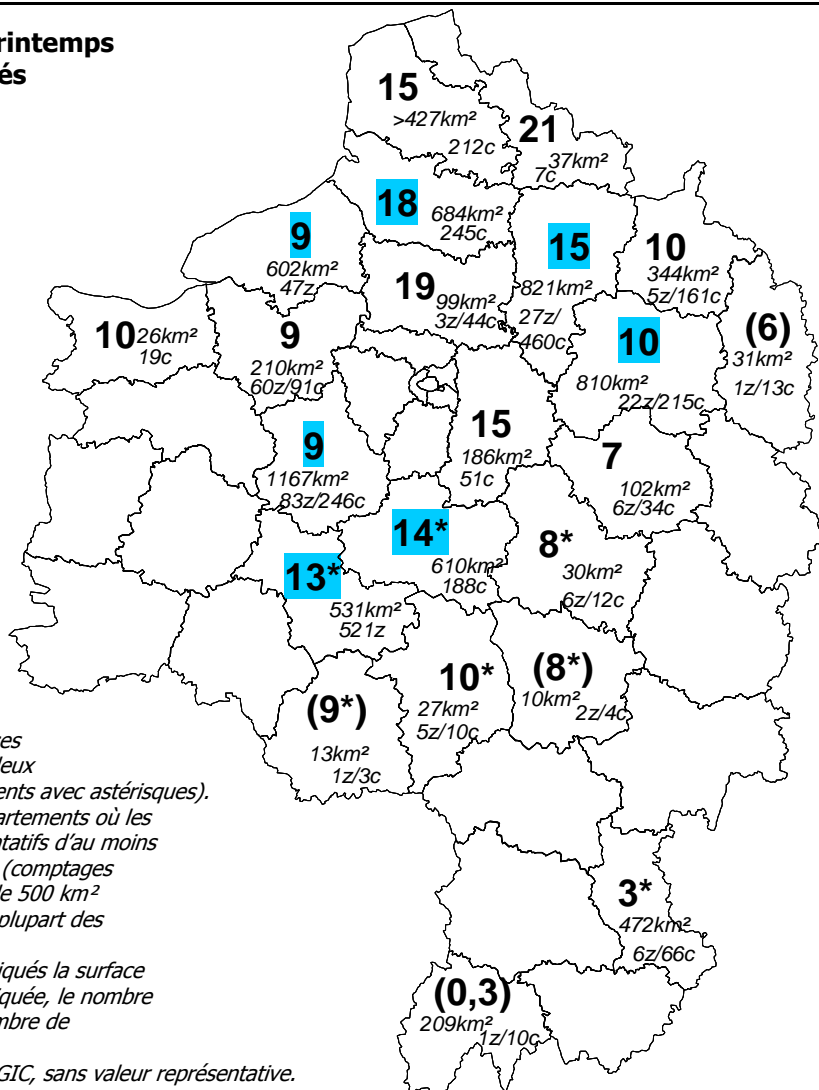 rintemps
és
15
>427km²
212c
21
37km²
7c
18
684km²
245c
9
602km²
47z
15
821km²
27z/
460c
10
344km²
5z/161c
19
99km²
3z/44c
10
26km²
19c
9
210km²
60z/91c
10
810km²
22z/215c
(6)
31km²
1z/13c
9
1167km²
83z/246c
15
186km²
51c
7
102km²
6z/34c
14*
610km²
188c
8*
30km²
6z/12c
13*
531km²
521z
10*
27km²
5z/10c
(8*)
10km²
2z/4c
(9*)
13km²
1z/3c
es
eux
ents avec astérisques).
artements où les
tatifs d'au moins
(comptages
le 500 km²
plupart des
3*
472km²
6z/66c
iqués la surface
iquée, le nombre
mbre de
(0,3)
209km²
1z/10c
GIC, sans valeur représentative.